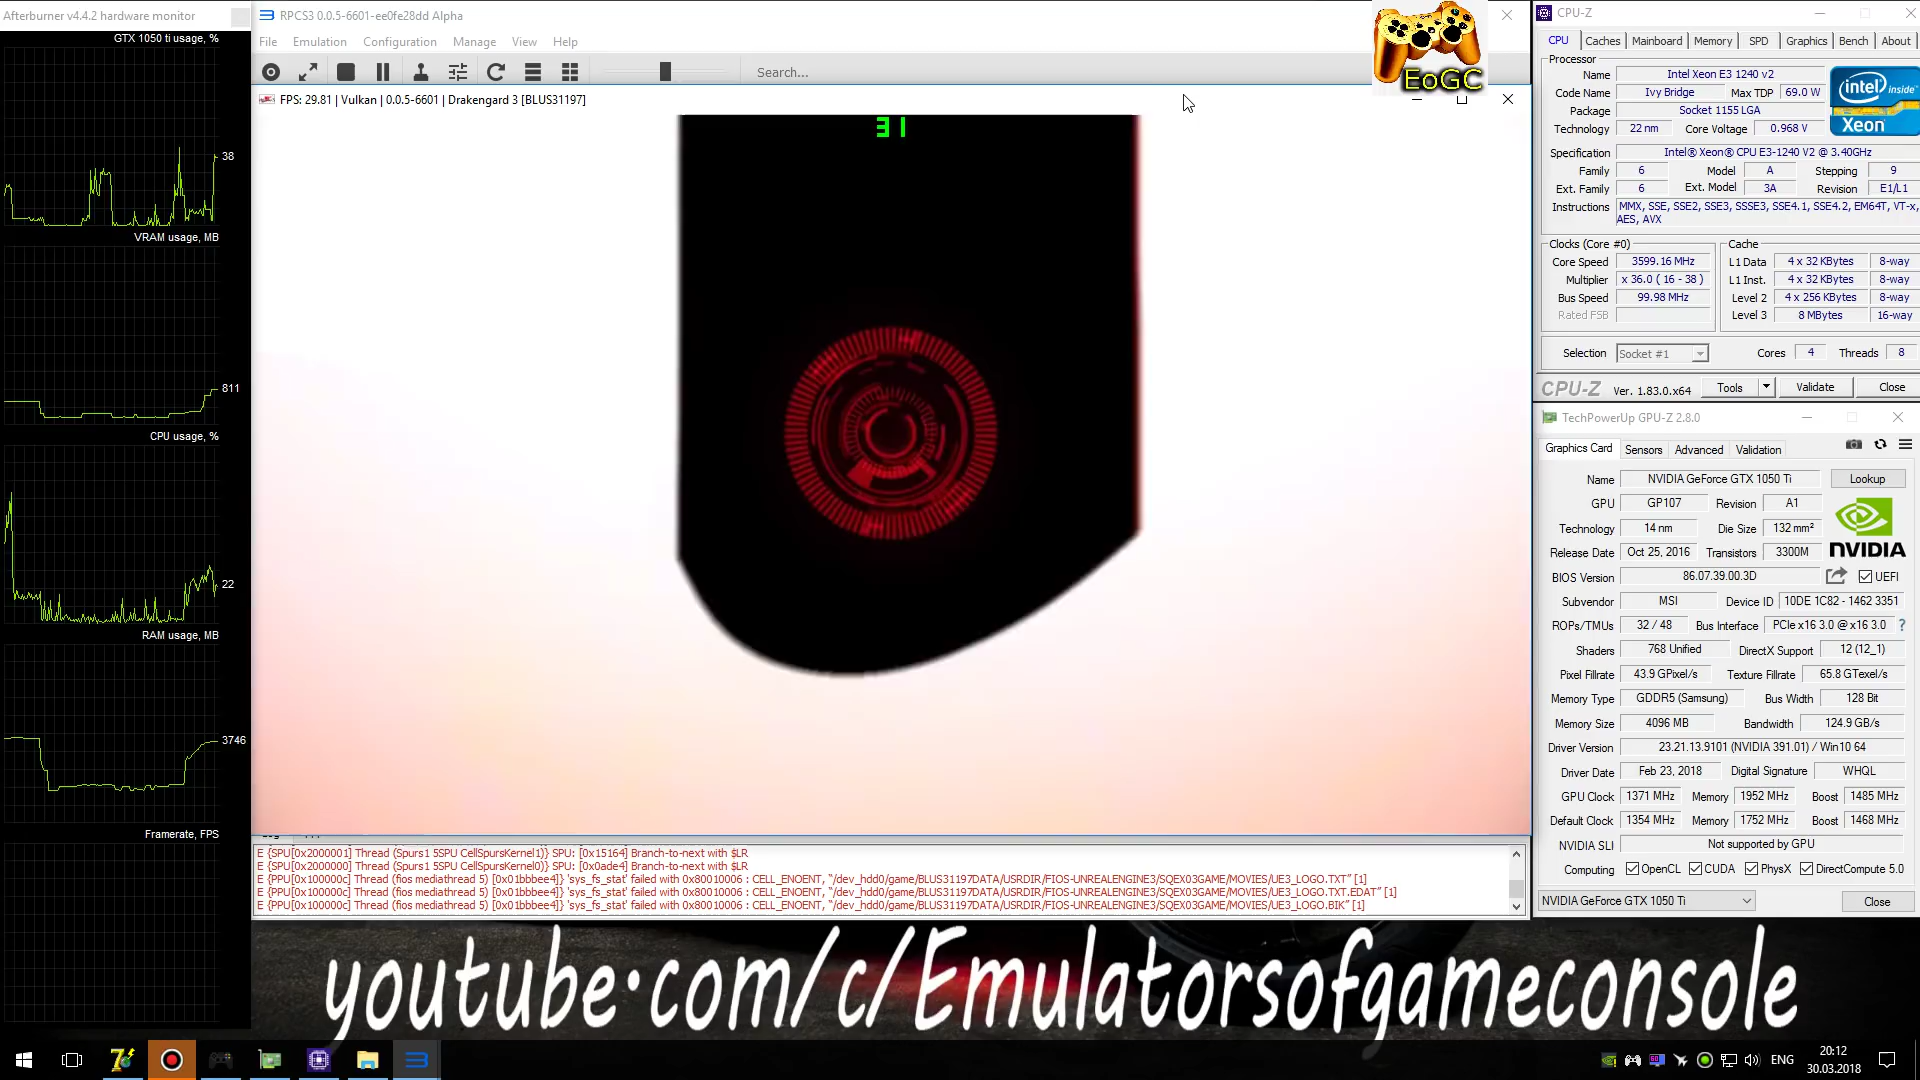 Afterburner v4.4.2 hardware monitor
GTX 1050 ti usage, %
38
VRAM usage, MB
811
CPU usage, %
22
RAM usage, MB
3746
Framerate, FPS
RPCS3 0.0.5-6601-ee0fe28dd Alpha
File Emulation Configuration Manage View Help
Search...
EoGC
FPS: 29.81 | Vulkan | 0.0.5-6601 | Drakengard 3 [BLUS31197]
31
E {SPU[0x2000001] Thread (Spurs1 5SPU CellSpursKernel1)} SPU: [0x15164] Branch-to-next with $LR
E {SPU[0x2000000] Thread (Spurs1 5SPU CellSpursKernel0)} SPU: [0x0ade4] Branch-to-next with $LR
E {PPU[0x100000c] Thread (fios mediathread 5) [0x01bbbee4]} 'sys_fs_stat' failed with 0x80010006 : CELL_ENOENT, “/dev_hdd0/game/BLUS31197DATA/USRDIR/FIOS-UNREALENGINE3/SQEX03GAME/MOVIES/UE3_LOGO.TXT” [1]
E {PPU[0x100000c] Thread (fios mediathread 5) [0x01bbbee4]} 'sys_fs_stat' failed with 0x80010006 : CELL_ENOENT, “/dev_hdd0/game/BLUS31197DATA/USRDIR/FIOS-UNREALENGINE3/SQEX03GAME/MOVIES/UE3_LOGO.TXT.EDAT” [1]
E {PPU[0x100000c] Thread (fios mediathread 5) [0x01bbbee4]} 'sys_fs_stat' failed with 0x80010006 : CELL_ENOENT, “/dev_hdd0/game/BLUS31197DATA/USRDIR/FIOS-UNREALENGINE3/SQEX03GAME/MOVIES/UE3_LOGO.BIK” [1]
CPU-Z
CPU Caches Mainboard Memory SPD Graphics Bench About
Processor
Name Intel Xeon E3 1240 v2
Code Name Ivy Bridge Max TDP 69.0 W
Package Socket 1155 LGA
Technology 22 nm Core Voltage 0.968 V
intel inside™
Xeon
Specification Intel® Xeon® CPU E3-1240 V2 @ 3.40GHz
Family 6 Model A Stepping 9
Ext. Family 6 Ext. Model 3A Revision E1/L1
Instructions MMX, SSE, SSE2, SSE3, SSSE3, SSE4.1, SSE4.2, EM64T, VT-x,
AES, AVX
Clocks (Core #0) Cache
Core Speed 3599.16 MHz L1 Data 4 x 32 KBytes 8-way
Multiplier x 36.0 ( 16 - 38 ) L1 Inst. 4 x 32 KBytes 8-way
Bus Speed 99.98 MHz Level 2 4 x 256 KBytes 8-way
Rated FSB Level 3 8 MBytes 16-way
Selection Socket #1 Cores 4 Threads 8
CPU-Z Ver. 1.83.0.x64 Tools Validate Close
TechPowerUp GPU-Z 2.8.0
Graphics Card Sensors Advanced Validation
Name NVIDIA GeForce GTX 1050 Ti Lookup
GPU GP107 Revision A1
Technology 14 nm Die Size 132 mm²
Release Date Oct 25, 2016 Transistors 3300M
NVIDIA
BIOS Version 86.07.39.00.3D UEFI
Subvendor MSI Device ID 10DE 1C82 - 1462 3351
ROPs/TMUs 32 / 48 Bus Interface PCIe x16 3.0 @ x16 3.0 ?
Shaders 768 Unified DirectX Support 12 (12_1)
Pixel Fillrate 43.9 GPixel/s Texture Fillrate 65.8 GTexel/s
Memory Type GDDR5 (Samsung) Bus Width 128 Bit
Memory Size 4096 MB Bandwidth 124.9 GB/s
Driver Version 23.21.13.9101 (NVIDIA 391.01) / Win10 64
Driver Date Feb 23, 2018 Digital Signature WHQL
GPU Clock 1371 MHz Memory 1952 MHz Boost 1485 MHz
Default Clock 1354 MHz Memory 1752 MHz Boost 1468 MHz
NVIDIA SLI Not supported by GPU
Computing OpenCL CUDA PhysX DirectCompute 5.0
NVIDIA GeForce GTX 1050 Ti Close
youtube.com/c/Emulatorsofgameconsole
ENG
20:12
30.03.2018